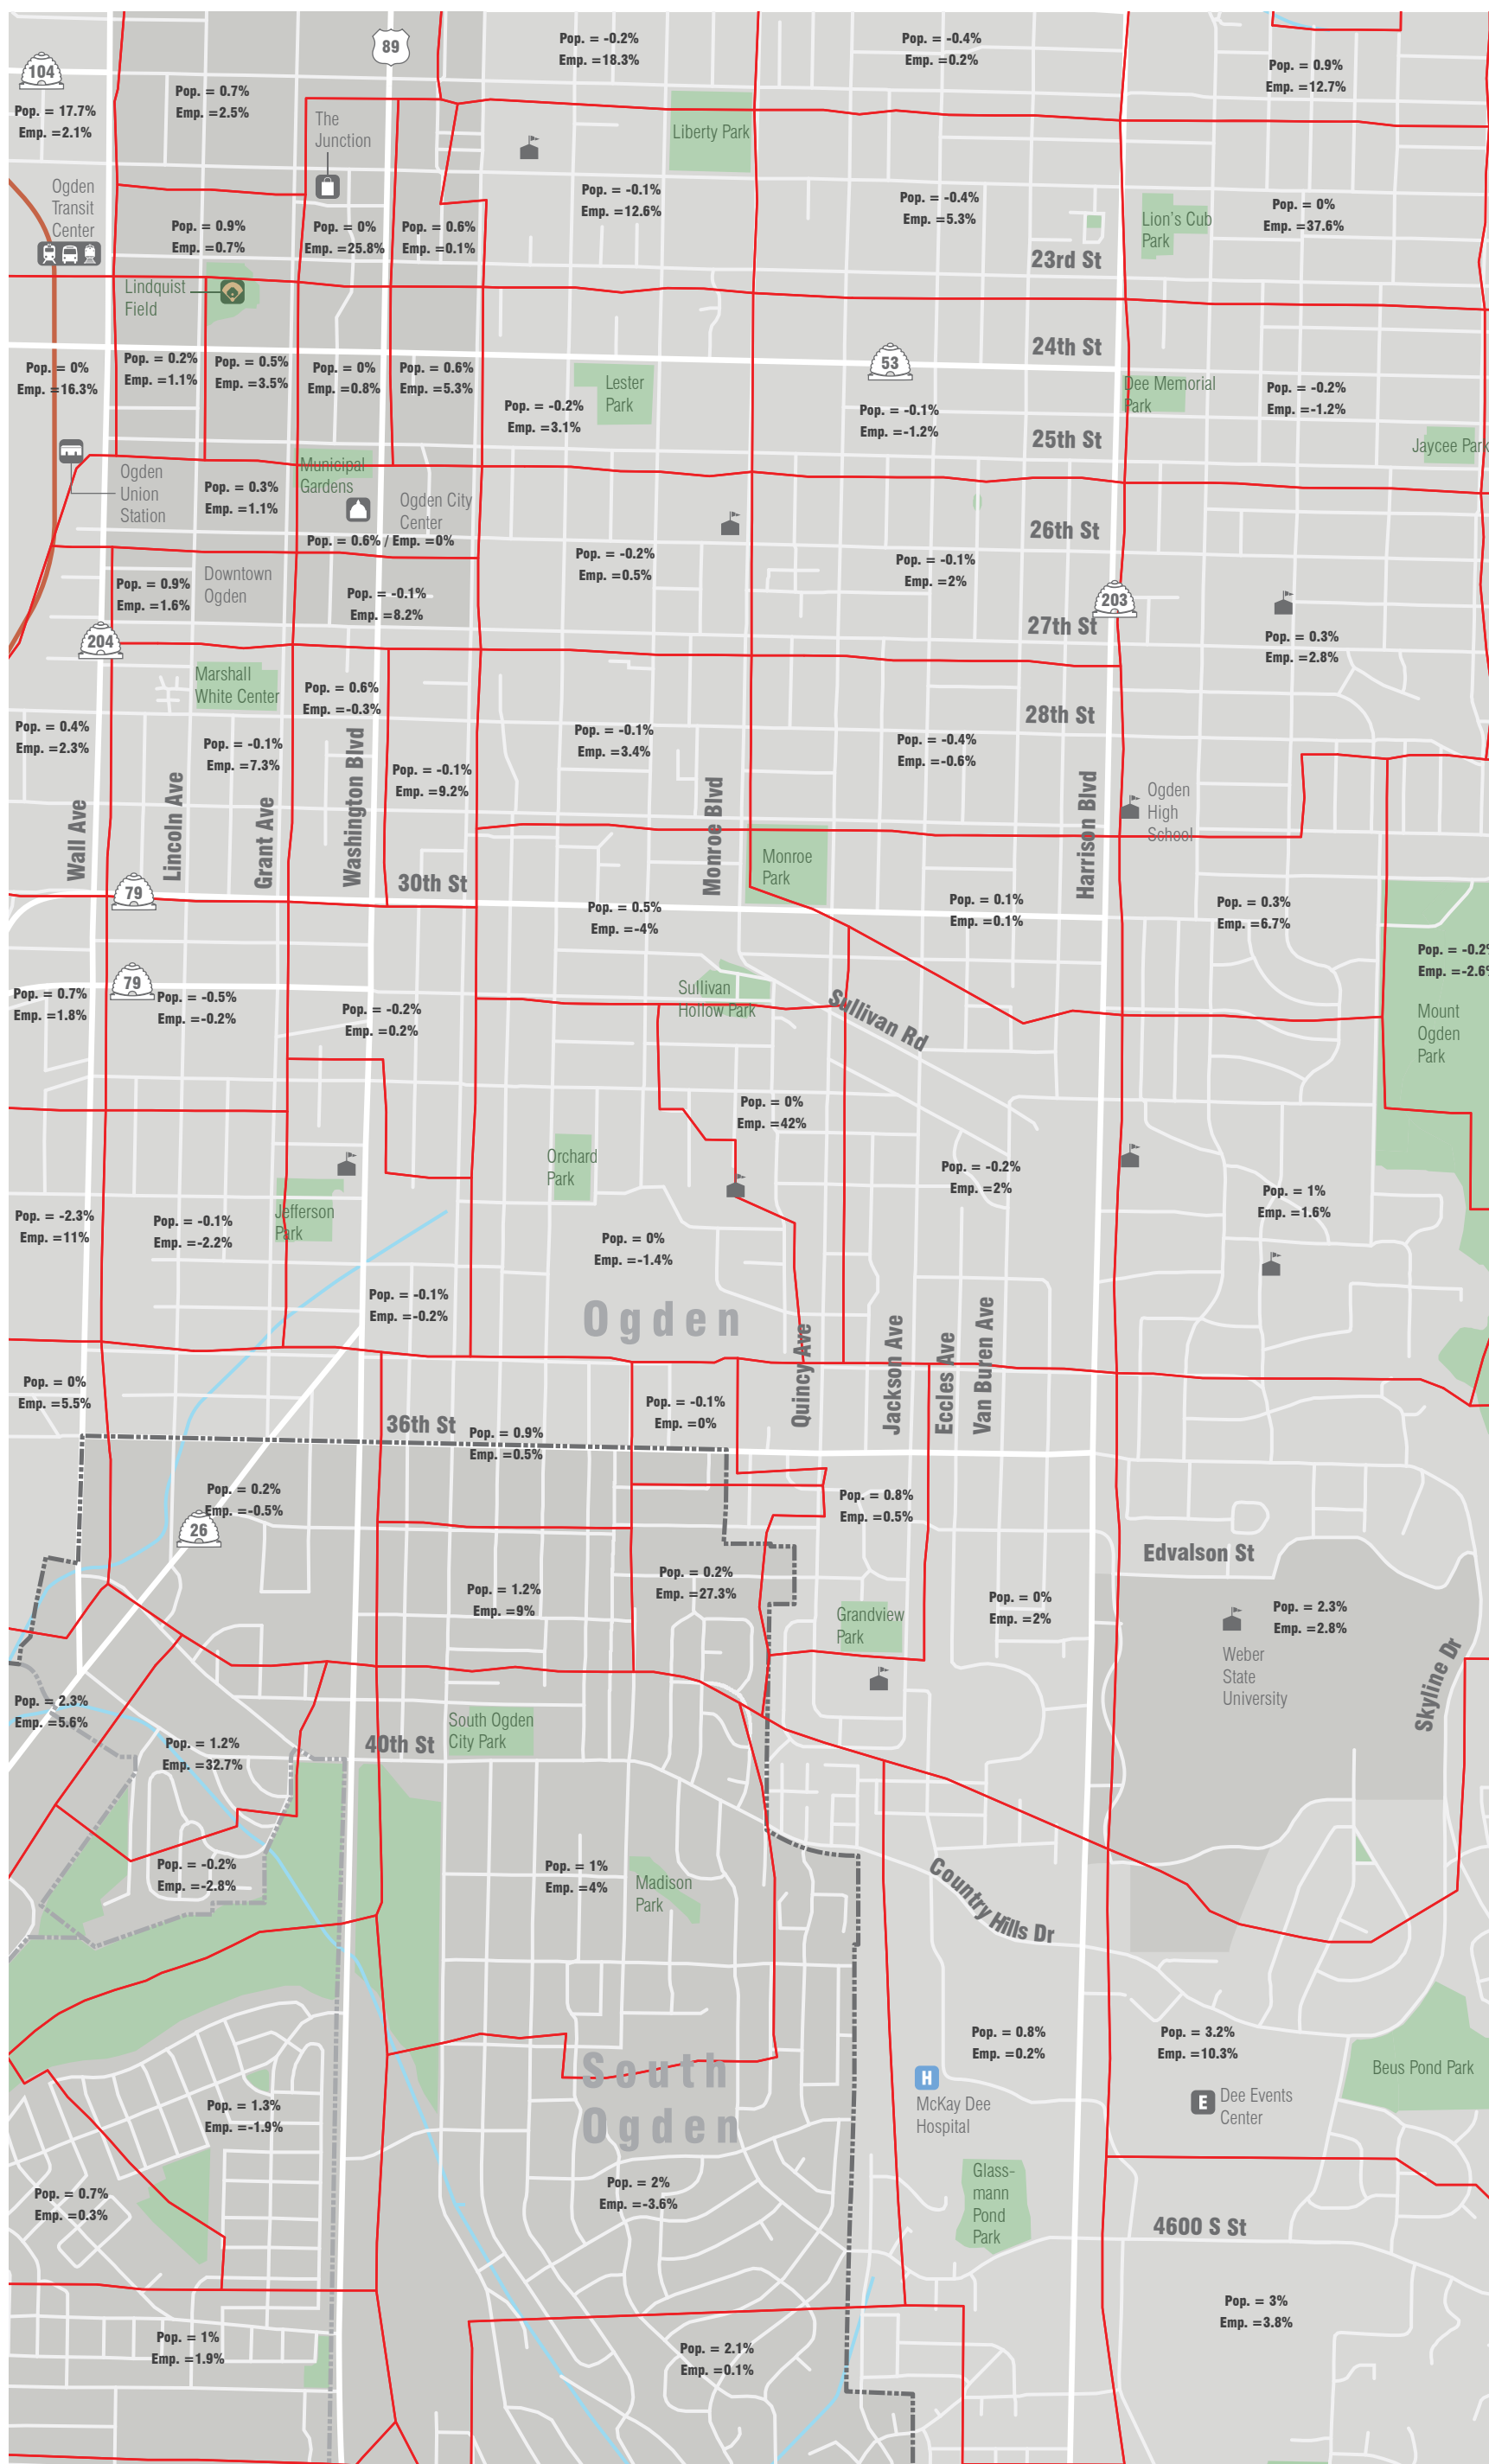 89
Pop. = -0.2%
Emp. =18.3%
Pop. = -0.4%
Emp. =0.2%
Pop. = 0.9%
Emp. =12.7%
104
Pop. = 17.7%
Emp. =2.1%
Pop. = 0.7%
Emp. =2.5%
The
Junction
Liberty Park
Ogden
Transit
Center
Pop. = 0.9%
Emp. =0.7%
Pop. = 0%
Emp. =25.8%
Pop. = 0.6%
Emp. =0.1%
Pop. = -0.1%
Emp. =12.6%
Pop. = -0.4%
Emp. =5.3%
Lion's Cub
Park
Pop. = 0%
Emp. =37.6%
23rd St
Lindquist
Field
24th St
53
Pop. = 0%
Emp. =16.3%
Pop. = 0.2%
Emp. =1.1%
Pop. = 0.5%
Emp. =3.5%
Pop. = 0%
Emp. =0.8%
Pop. = 0.6%
Emp. =5.3%
Lester
Park
Pop. = -0.2%
Emp. =3.1%
Pop. = -0.1%
Emp. =-1.2%
Dee Memorial
Park
Pop. = -0.2%
Emp. =-1.2%
25th St
Jaycee Park
Ogden
Union
Station
Pop. = 0.3%
Emp. =1.1%
Municipal
Gardens
Ogden City
Center
Pop. = 0.6% / Emp. =0%
26th St
Pop. = 0.9%
Emp. =1.6%
Downtown
Ogden
Pop. = -0.1%
Emp. =8.2%
Pop. = -0.2%
Emp. =0.5%
Pop. = -0.1%
Emp. =2%
203
27th St
Pop. = 0.3%
Emp. =2.8%
204
Marshall
White Center
Pop. = 0.6%
Emp. =-0.3%
28th St
Pop. = 0.4%
Emp. =2.3%
Pop. = -0.1%
Emp. =7.3%
Pop. = -0.1%
Emp. =9.2%
Pop. = -0.1%
Emp. =3.4%
Pop. = -0.4%
Emp. =-0.6%
Wall Ave
Lincoln Ave
Grant Ave
Washington Blvd
Monroe Blvd
Harrison Blvd
Ogden
High
School
Monroe
Park
79
30th St
Pop. = 0.5%
Emp. =-4%
Pop. = 0.1%
Emp. =0.1%
Pop. = 0.3%
Emp. =6.7%
Pop. = -0.2%
Emp. =-2.6%
79
Pop. = 0.7%
Emp. =1.8%
Pop. = -0.5%
Emp. =-0.2%
Pop. = -0.2%
Emp. =0.2%
Sullivan
Hollow Park
Sullivan Rd
Mount
Ogden
Park
Pop. = 0%
Emp. =42%
Orchard
Park
Pop. = -0.2%
Emp. =2%
Pop. = 1%
Emp. =1.6%
Pop. = -2.3%
Emp. =11%
Pop. = -0.1%
Emp. =-2.2%
Jefferson
Park
Pop. = 0%
Emp. =-1.4%
Pop. = -0.1%
Emp. =-0.2%
Ogden
Quincy Ave
Jackson Ave
Eccles Ave
Van Buren Ave
Pop. = 0%
Emp. =5.5%
36th St
Pop. = 0.9%
Emp. =0.5%
Pop. = -0.1%
Emp. =0%
Pop. = 0.2%
Emp. =-0.5%
26
Pop. = 0.8%
Emp. =0.5%
Edvalson St
Pop. = 1.2%
Emp. =9%
Pop. = 0.2%
Emp. =27.3%
Grandview
Park
Pop. = 0%
Emp. =2%
Pop. = 2.3%
Emp. =2.8%
Weber
State
University
Skyline Dr
Pop. = 2.3%
Emp. =5.6%
Pop. = 1.2%
Emp. =32.7%
40th St
South Ogden
City Park
Pop. = -0.2%
Emp. =-2.8%
Pop. = 1%
Emp. =4%
Madison
Park
Country Hills Dr
South
Ogden
Pop. = 0.8%
Emp. =0.2%
Pop. = 3.2%
Emp. =10.3%
Beus Pond Park
H
McKay Dee
Hospital
E
Dee Events
Center
Pop. = 1.3%
Emp. =-1.9%
Pop. = 0.7%
Emp. =0.3%
Pop. = 2%
Emp. =-3.6%
Glass-
mann
Pond
Park
4600 S St
Pop. = 3%
Emp. =3.8%
Pop. = 1%
Emp. =1.9%
Pop. = 2.1%
Emp. =0.1%